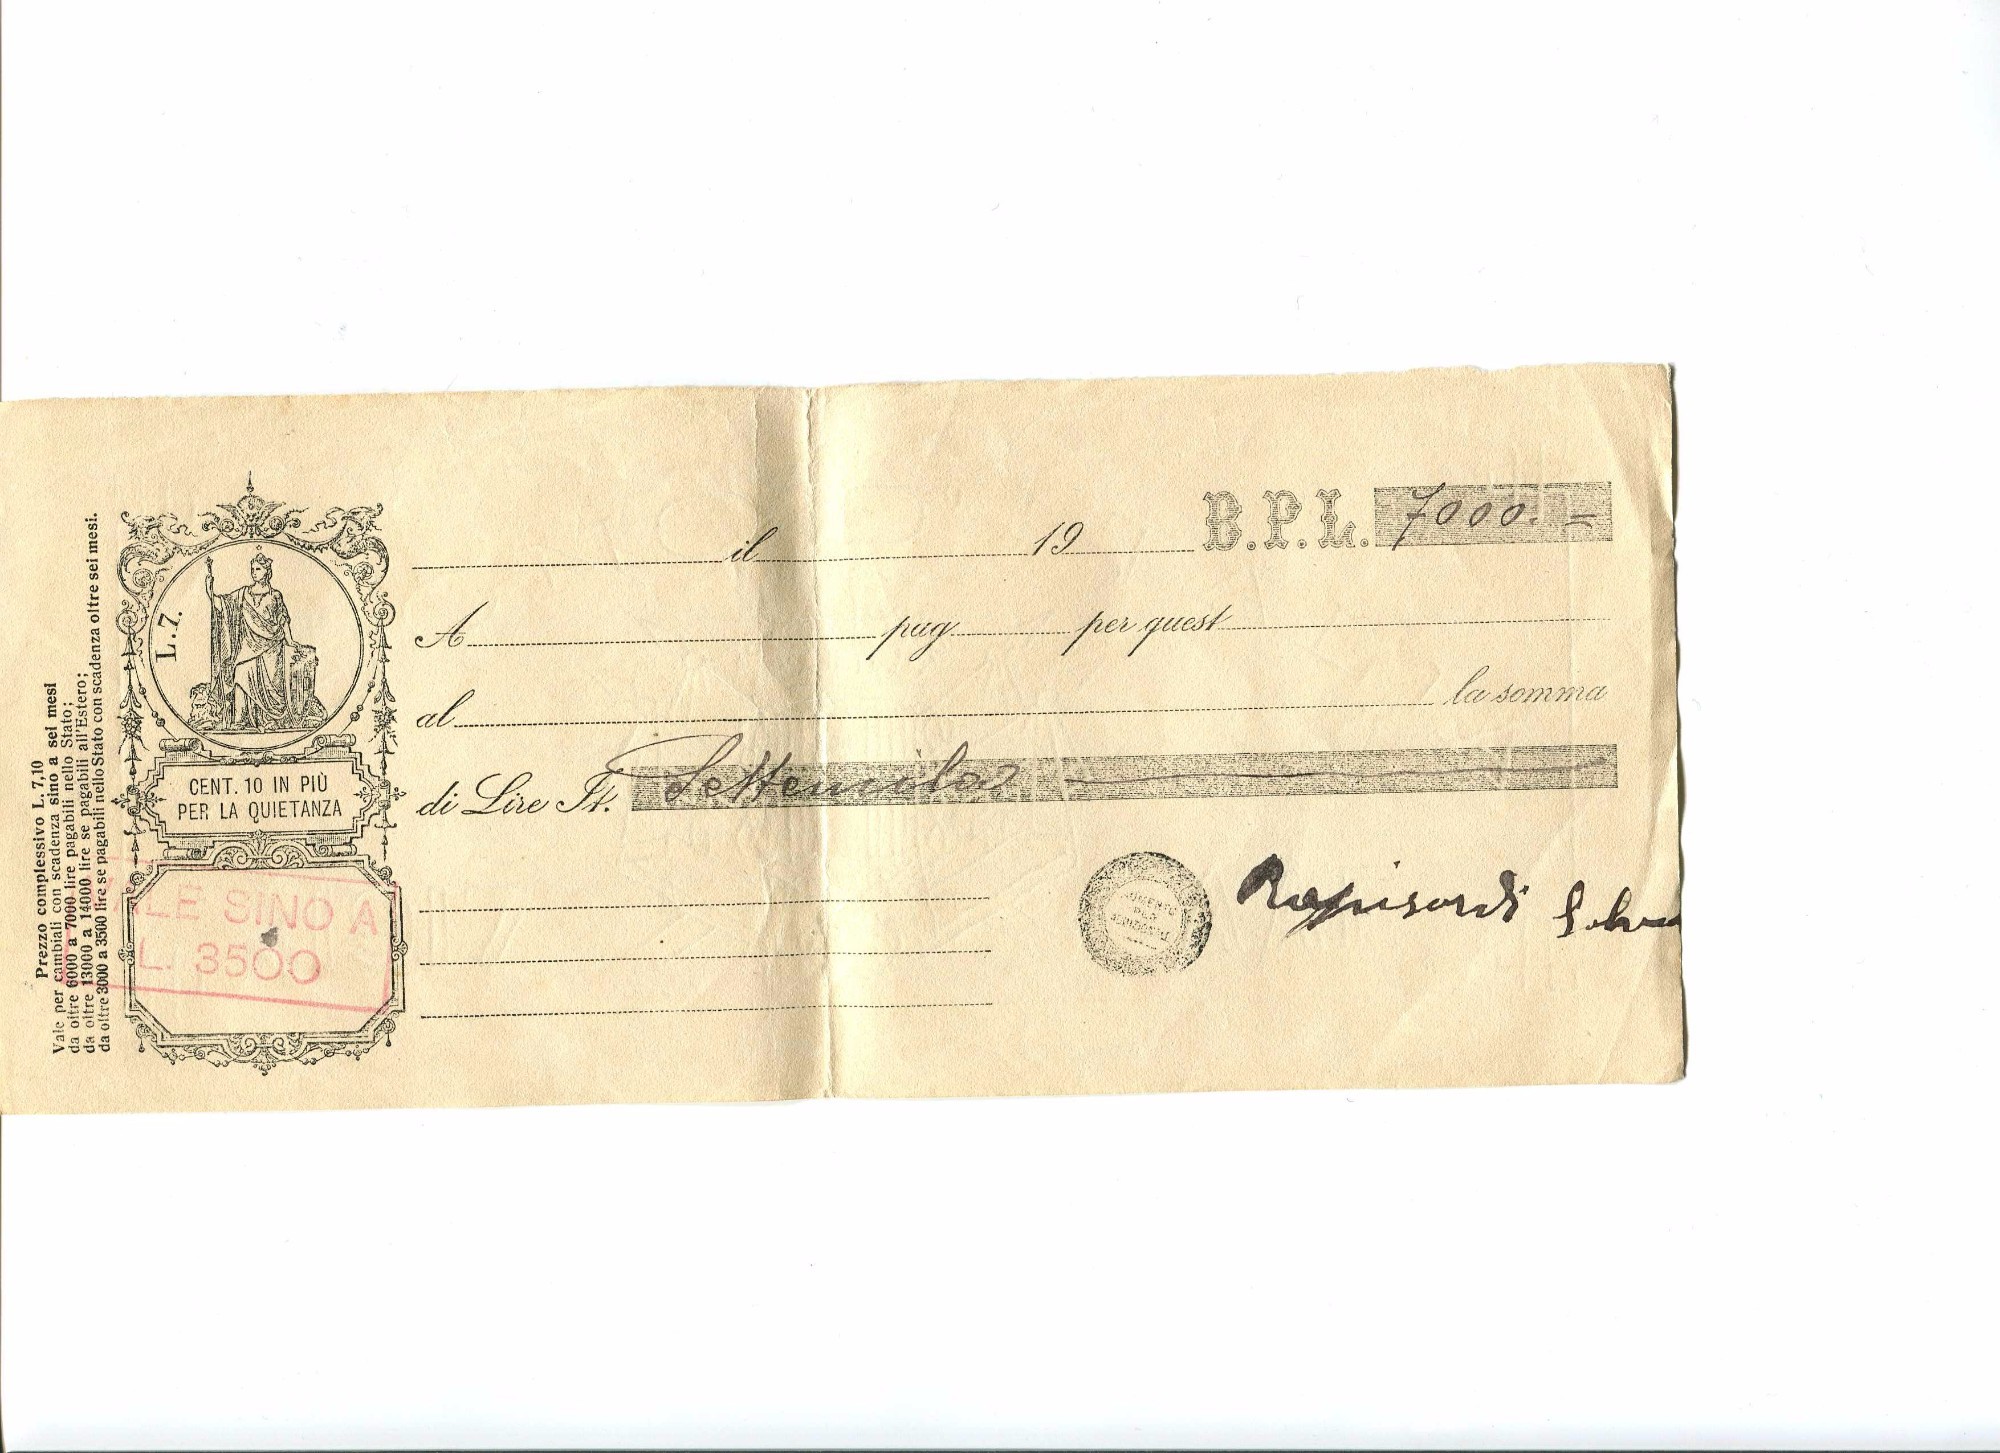 Prezzo complessivo L. 7,10
Vale per cambiali con scadenza sino a sei mesi
da oltre 6000 a 7000 lire pagabili nello Stato;
da oltre 13000 a 14000 lire se pagabili all'Estero;
da oltre 3000 a 3500 lire se pagabili nello Stato con scadenza oltre sei mesi.
L. 7.
CENT. 10 IN PIÙ
PER LA QUIETANZA
VALE SINO A
L. 3500
il 19 B.P.L. 7000.=
A pag per quest
al la somma
di Lire It. Settemila
Rapisardi